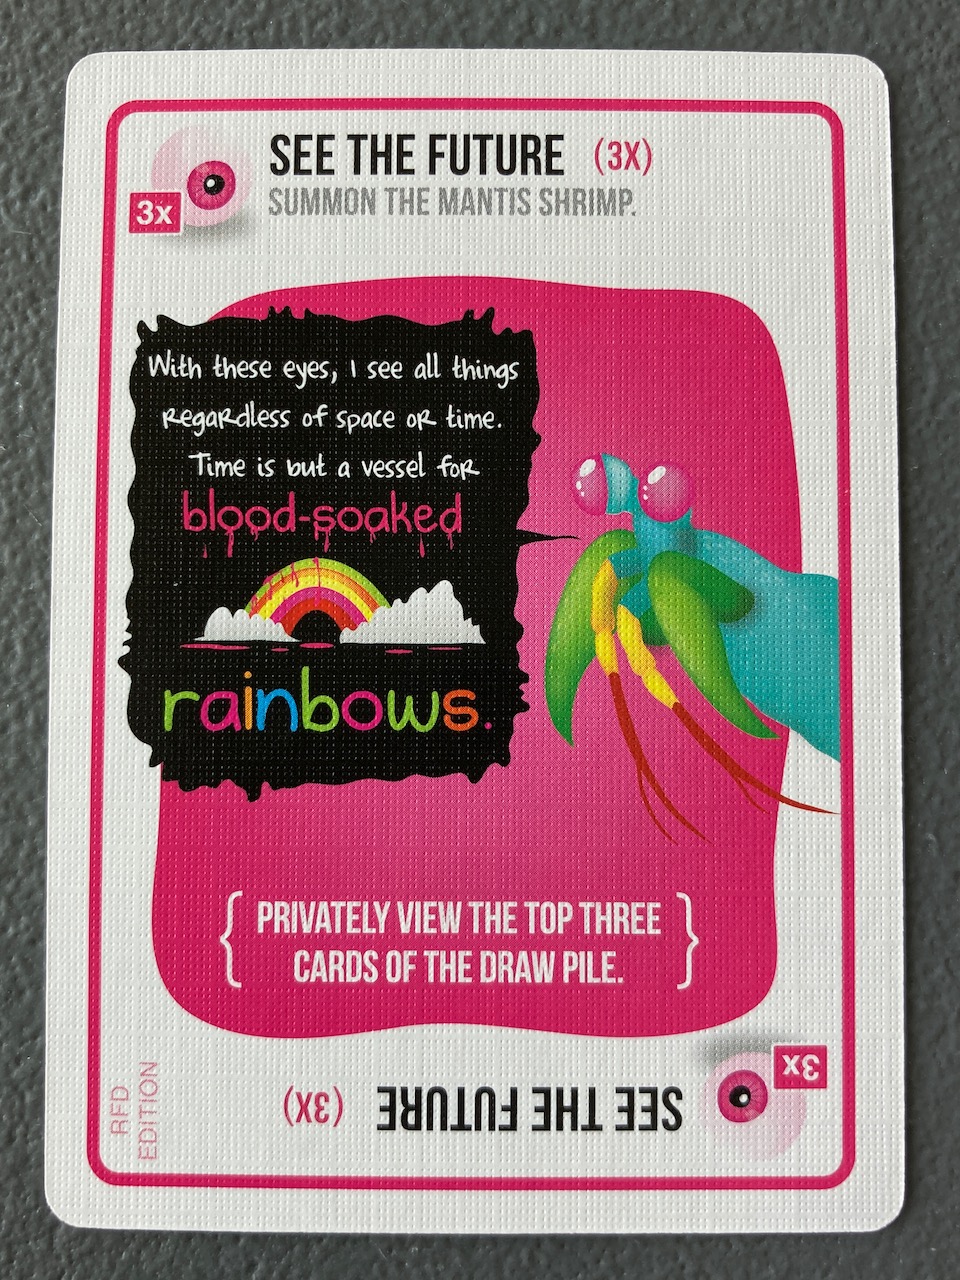 SEE THE FUTURE (3X)
SUMMON THE MANTIS SHRIMP.
3x
With these eyes, I see all things
regardless of space or time.
Time is but a vessel for
blood-soaked
rainbows.
{ PRIVATELY VIEW THE TOP THREE
CARDS OF THE DRAW PILE. }
RFD
EDITION
SEE THE FUTURE (3X)
3x